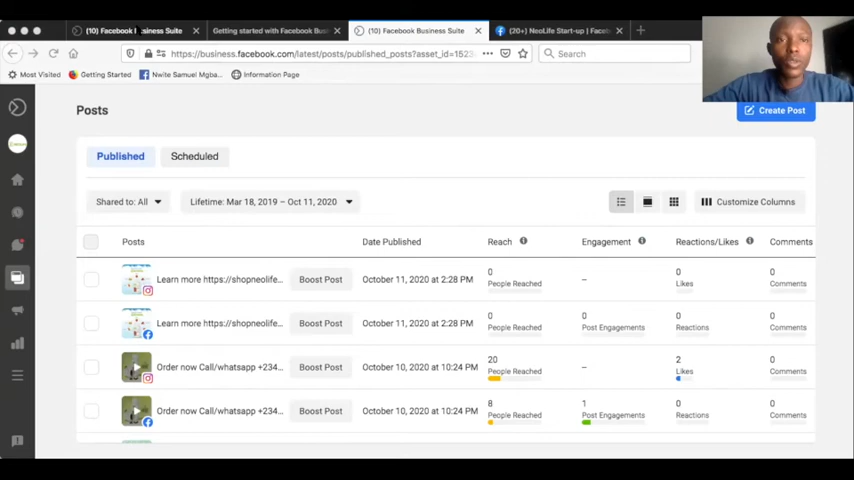 (10) Facebook Business Suite
Getting started with Facebook Busin
(10) Facebook Business Suite
(20+) NeoLife Start-up | Faceb
https://business.facebook.com/latest/posts/published_posts?asset_id=1523
Search
Most Visited
Getting Started
Nwite Samuel Mgba...
Information Page
Posts
Create Post
Published
Scheduled
Shared to: All
Lifetime: Mar 18, 2019 – Oct 11, 2020
Customize Columns
Posts Date Published Reach Engagement Reactions/Likes Comments
Learn more https://shopneolife... Boost Post October 11, 2020 at 2:28 PM 0 – 0 0
People Reached Likes Comments
Learn more https://shopneolife... Boost Post October 11, 2020 at 2:28 PM 0 0 0 0
People Reached Post Engagements Reactions Comments
Order now Call/whatsapp +234... Boost Post October 10, 2020 at 10:24 PM 20 – 2 0
People Reached Likes Comments
Order now Call/whatsapp +234... Boost Post October 10, 2020 at 10:24 PM 8 1 0 0
People Reached Post Engagements Reactions Comments